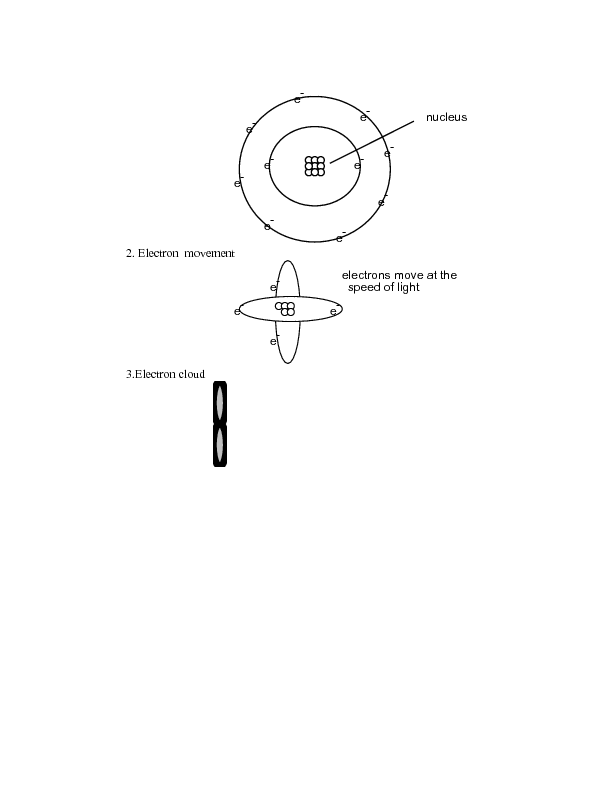 e-
e-
e-
nucleus
e-
e-
e-
e-
e-
e-
e-
2. Electron movement
electrons move at the
speed of light
e-
e-
e-
e-
3.Electron cloud